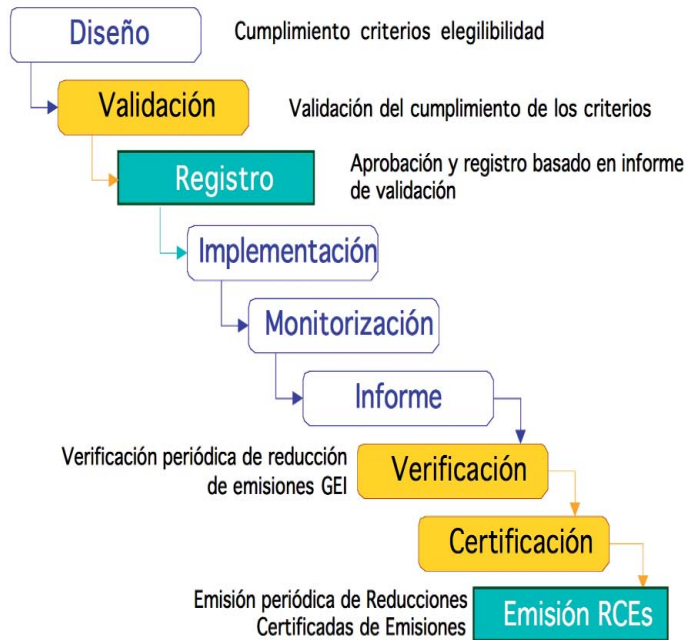 Diseño
Cumplimiento criterios elegilibilidad
Validación
Validación del cumplimiento de los criterios
Registro
Aprobación y registro basado en informe
de validación
Implementación
Monitorización
Informe
Verificación periódica de reducción
de emisiones GEI
Verificación
Certificación
Emisión periódica de Reducciones
Certificadas de Emisiones
Emisión RCEs